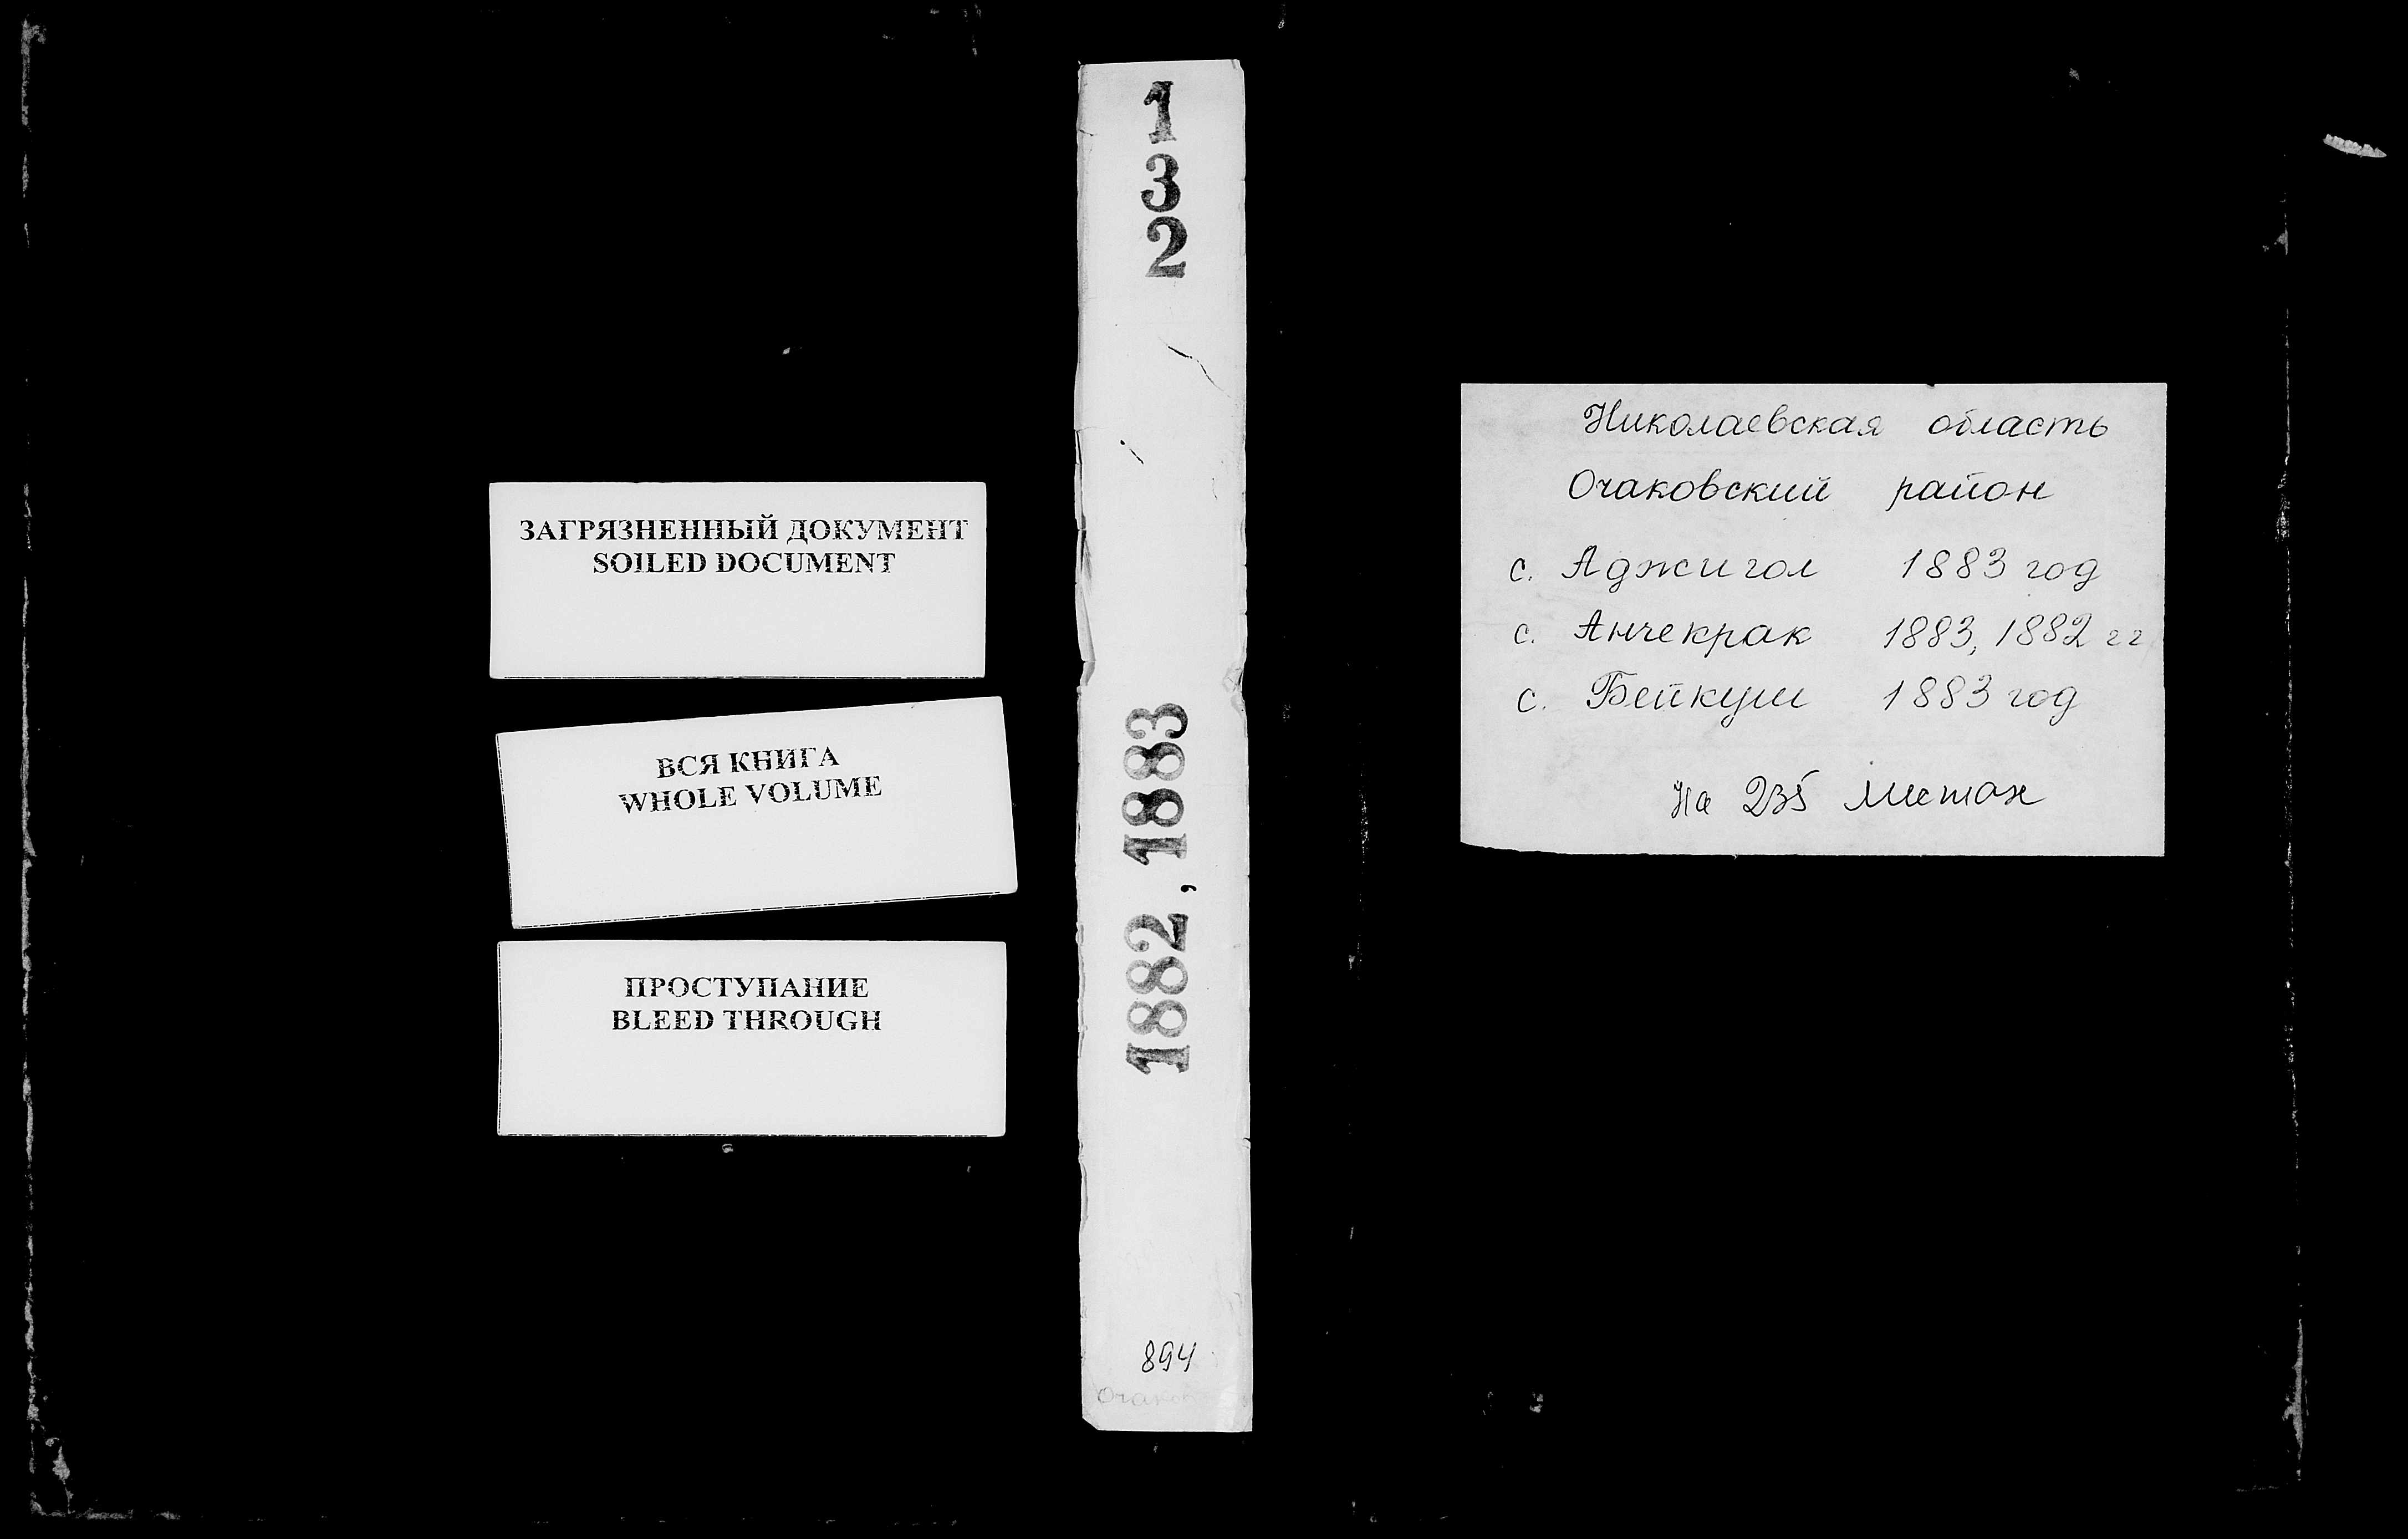 ЗАГРЯЗНЕННЫЙ ДОКУМЕНТ
SOILED DOCUMENT
ВСЯ КНИГА
WHOLE VOLUME
ПРОСТУПАНИЕ
BLEED THROUGH
1
3
2
1882, 1883
894
Николаевская область
Очаковский район
с. Аджигол 1883 год
с. Анчекрак 1883, 1882 гг
с. Бейкуш 1883 год
На 235 листах